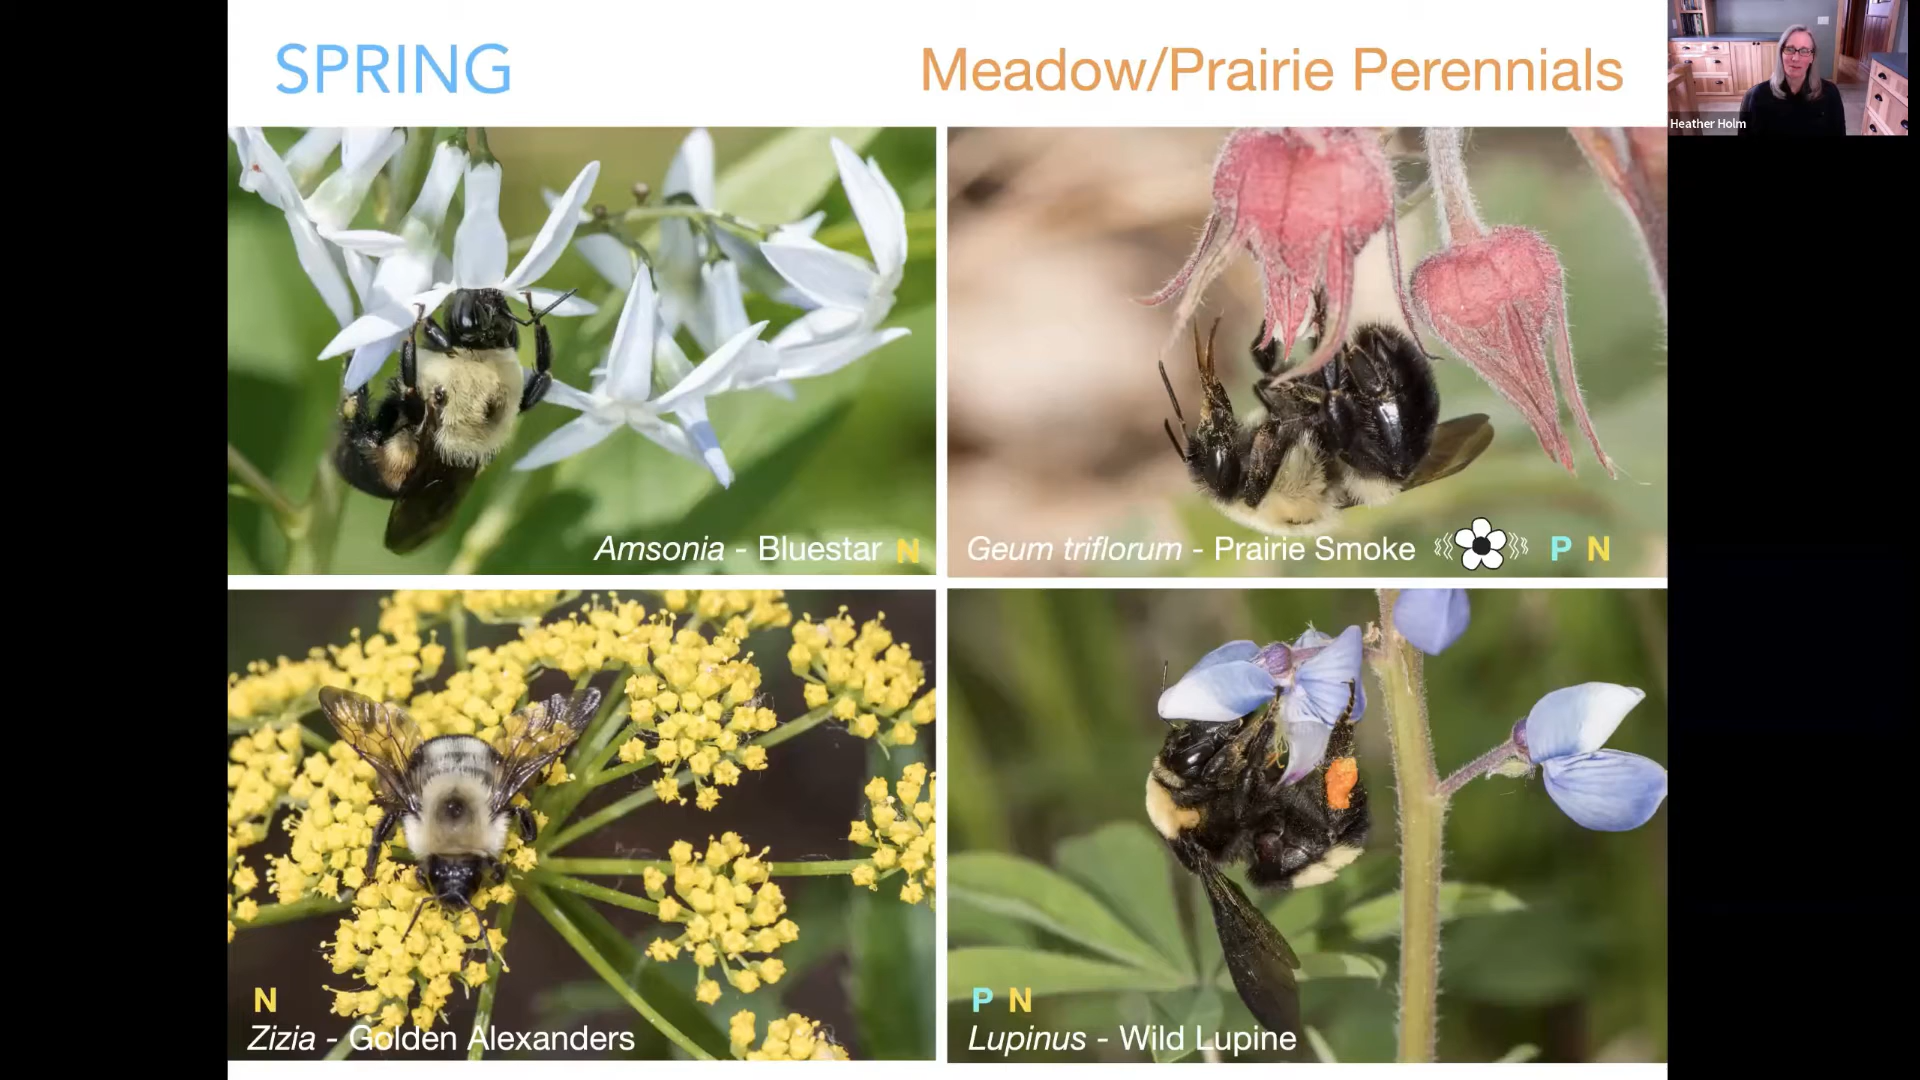 SPRING
Meadow/Prairie Perennials
Heather Holm
Amsonia - Bluestar N
Geum triflorum - Prairie Smoke P N
N
Zizia - Golden Alexanders
P N
Lupinus - Wild Lupine